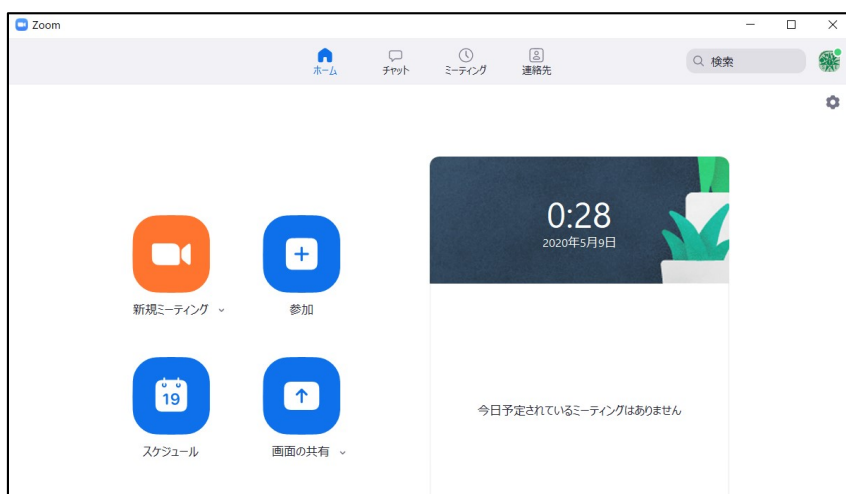 Zoom
ホーム
チャット
ミーティング
連絡先
検索
0:28
2020年5月9日
新規ミーティング
参加
19
スケジュール
画面の共有
今日予定されているミーティングはありません